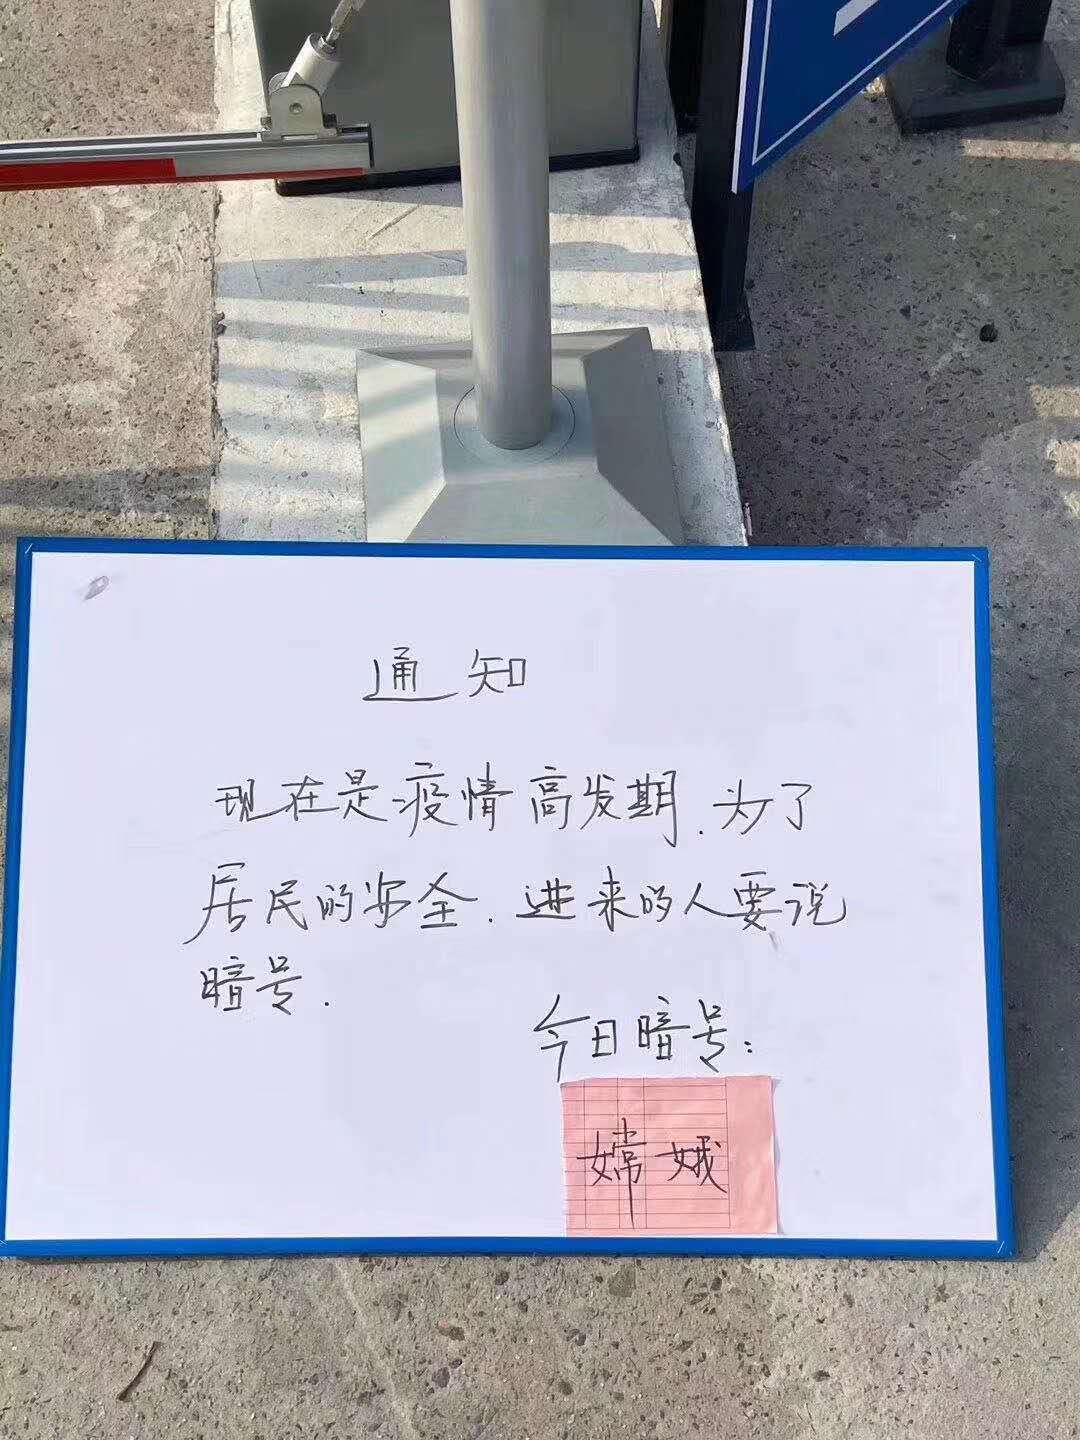 通知
现在是疫情高发期.为了
居民的安全.进来的人要说
暗号.
今日暗号：
嫦娥